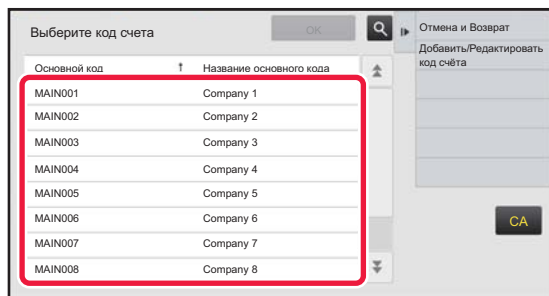 Выберите код счета
OK
Отмена и Возврат
Добавить/Редактировать
код счёта
Основной код
Название основного кода
MAIN001 Company 1
MAIN002 Company 2
MAIN003 Company 3
MAIN004 Company 4
MAIN005 Company 5
MAIN006 Company 6
MAIN007 Company 7
MAIN008 Company 8
CA